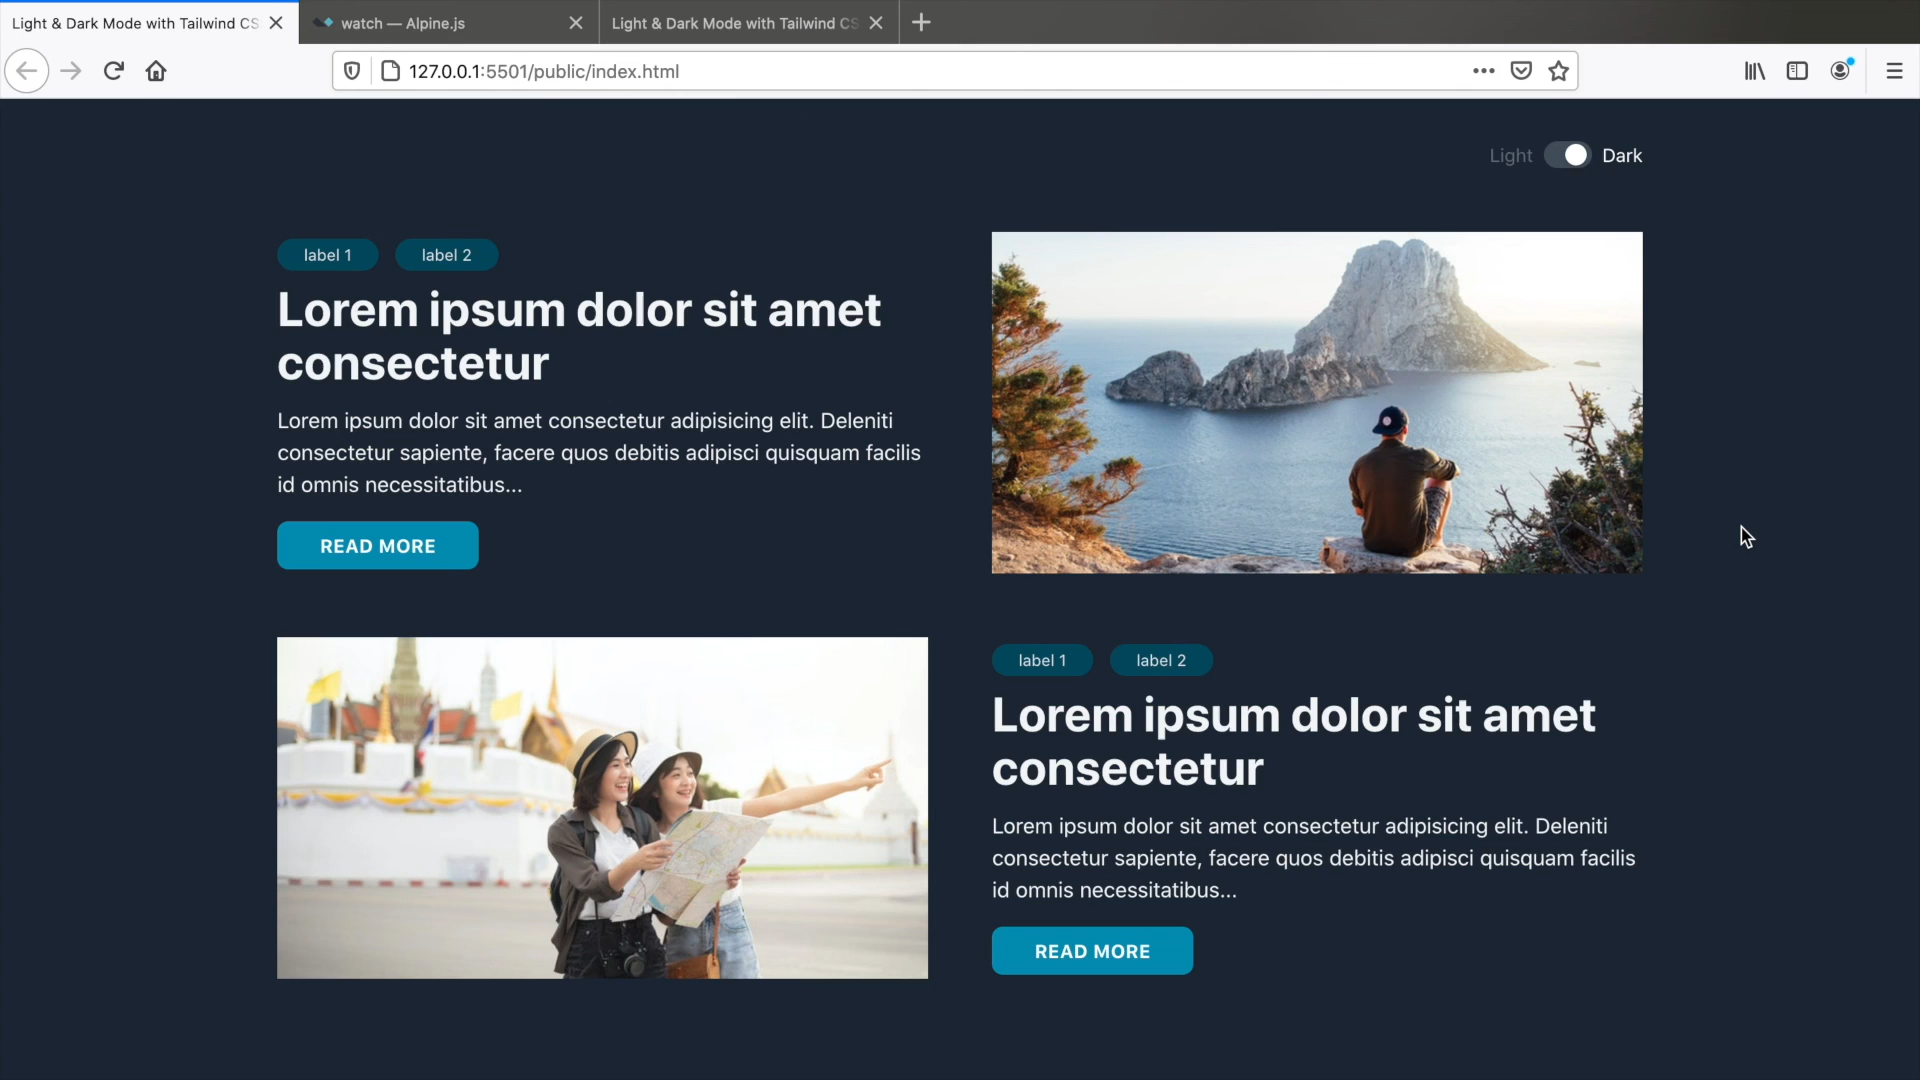 Light & Dark Mode with Tailwind CS
watch — Alpine.js
Light & Dark Mode with Tailwind CS
127.0.0.1:5501/public/index.html
Light Dark
label 1 label 2
Lorem ipsum dolor sit amet
consectetur
Lorem ipsum dolor sit amet consectetur adipisicing elit. Deleniti
consectetur sapiente, facere quos debitis adipisci quisquam facilis
id omnis necessitatibus...
READ MORE
label 1 label 2
Lorem ipsum dolor sit amet
consectetur
Lorem ipsum dolor sit amet consectetur adipisicing elit. Deleniti
consectetur sapiente, facere quos debitis adipisci quisquam facilis
id omnis necessitatibus...
READ MORE